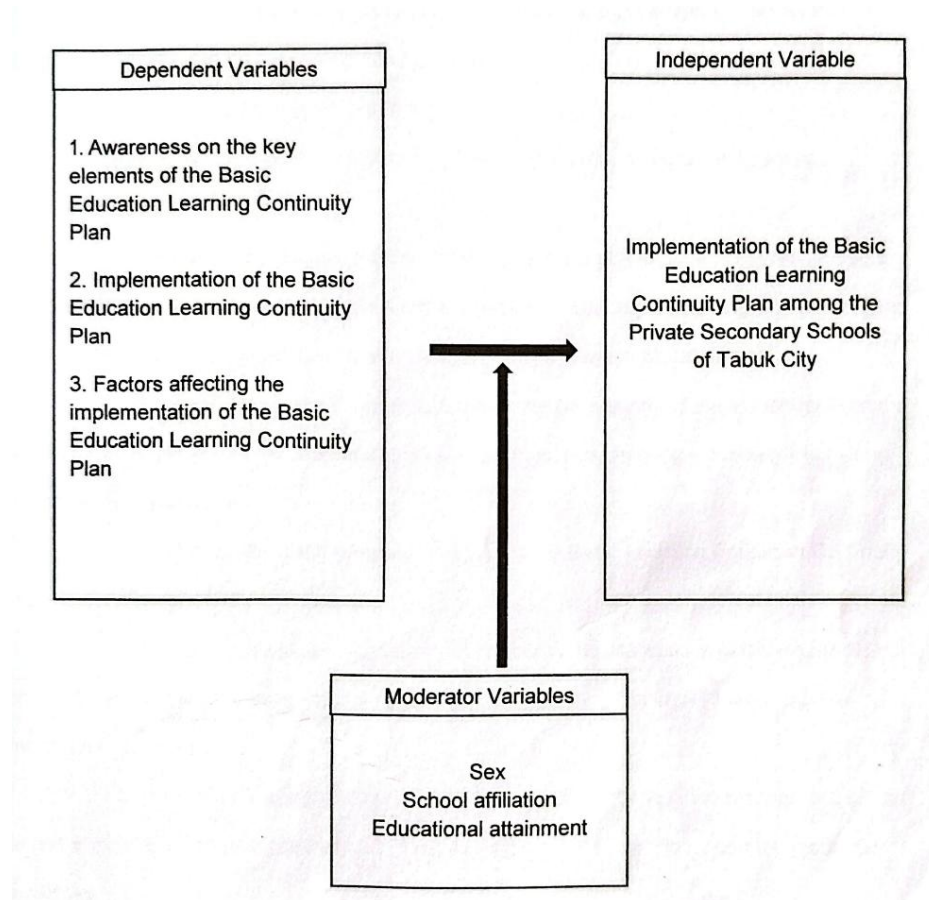 Dependent Variables
1. Awareness on the key
elements of the Basic
Education Learning Continuity
Plan
2. Implementation of the Basic
Education Learning Continuity
Plan
3. Factors affecting the
implementation of the Basic
Education Learning Continuity
Plan
Independent Variable
Implementation of the Basic
Education Learning
Continuity Plan among the
Private Secondary Schools
of Tabuk City
Moderator Variables
Sex
School affiliation
Educational attainment